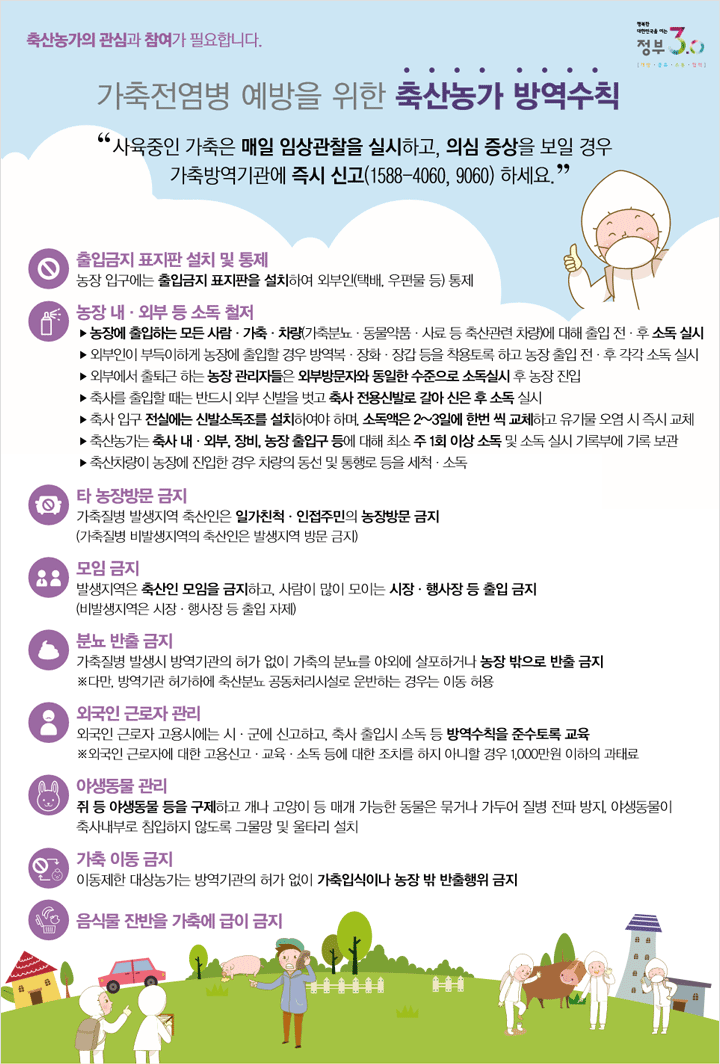 축산농가의 관심과 참여가 필요합니다.
행복한
대한민국을 여는
정부3.0
가축전염병 예방을 위한 축산농가 방역수칙
“사육중인 가축은 매일 임상관찰을 실시하고, 의심 증상을 보일 경우
가축방역기관에 즉시 신고(1588-4060, 9060) 하세요.”
출입금지 표지판 설치 및 통제
농장 입구에는 출입금지 표지판을 설치하여 외부인(택배, 우편물 등) 통제
농장 내 · 외부 등 소독 철저
▶ 농장에 출입하는 모든 사람 · 가축 · 차량(가축분뇨 · 동물약품 · 사료 등 축산관련 차량)에 대해 출입 전 · 후 소독 실시
▶ 외부인이 부득이하게 농장에 출입할 경우 방역복 · 장화 · 장갑 등을 착용토록 하고 농장 출입 전 · 후 각각 소독 실시
▶ 외부에서 출퇴근 하는 농장 관리자들은 외부방문자와 동일한 수준으로 소독실시 후 농장 진입
▶ 축사를 출입할 때는 반드시 외부 신발을 벗고 축사 전용신발로 갈아 신은 후 소독 실시
▶ 축사 입구 전실에는 신발소독조를 설치하여야 하며, 소독액은 2~3일에 한번 씩 교체하고 유기물 오염 시 즉시 교체
▶ 축산농가는 축사 내 · 외부, 장비, 농장 출입구 등에 대해 최소 주 1회 이상 소독 및 소독 실시 기록부에 기록 보관
▶ 축산차량이 농장에 진입한 경우 차량의 동선 및 통행로 등을 세척 · 소독
타 농장방문 금지
가축질병 발생지역 축산인은 일가친척 · 인접주민의 농장방문 금지
(가축질병 비발생지역의 축산인은 발생지역 방문 금지)
모임 금지
발생지역은 축산인 모임을 금지하고, 사람이 많이 모이는 시장 · 행사장 등 출입 금지
(비발생지역은 시장 · 행사장 등 출입 자제)
분뇨 반출 금지
가축질병 발생시 방역기관의 허가 없이 가축의 분뇨를 야외에 살포하거나 농장 밖으로 반출 금지
※다만, 방역기관 허가하에 축산분뇨 공동처리시설로 운반하는 경우는 이동 허용
외국인 근로자 관리
외국인 근로자 고용시에는 시 · 군에 신고하고, 축사 출입시 소독 등 방역수칙을 준수토록 교육
※외국인 근로자에 대한 고용신고 · 교육 · 소독 등에 대한 조치를 하지 아니할 경우 1,000만원 이하의 과태료
야생동물 관리
쥐 등 야생동물 등을 구제하고 개나 고양이 등 매개 가능한 동물은 묶거나 가두어 질병 전파 방지, 야생동물이
축사내부로 침입하지 않도록 그물망 및 울타리 설치
가축 이동 금지
이동제한 대상농가는 방역기관의 허가 없이 가축입식이나 농장 밖 반출행위 금지
음식물 잔반을 가축에 급이 금지